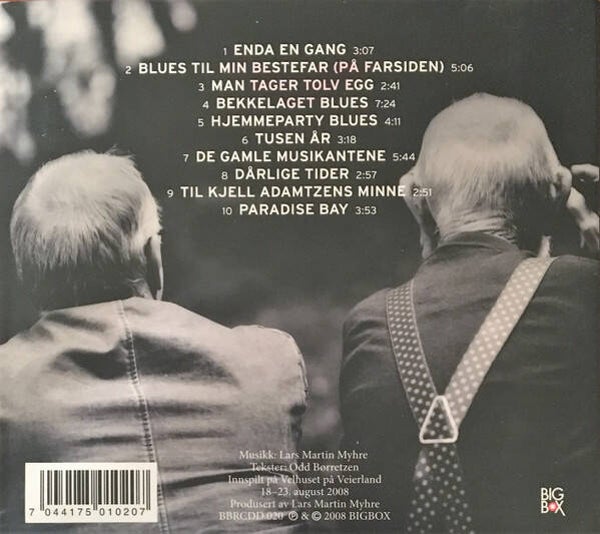 1 ENDA EN GANG 3:07
2 BLUES TIL MIN BESTEFAR (PÅ FARSIDEN) 5:06
3 MAN TAGER TOLV EGG 2:41
4 BEKKELAGET BLUES 7:24
5 HJEMMEPARTY BLUES 4:11
6 TUSEN ÅR 3:18
7 DE GAMLE MUSIKANTENE 5:44
8 DÅRLIGE TIDER 2:57
9 TIL KJELL ADAMTZENS MINNE 2:51
10 PARADISE BAY 3:53
Musikk: Lars Martin Myhre
Tekster: Odd Børretzen
Innspilt på Velhuset på Veierland
18–23. august 2008
Produsert av Lars Martin Myhre
BBRCDD 020 ℗ & © 2008 BIGBOX
7 044175 010207
BIG
BOX